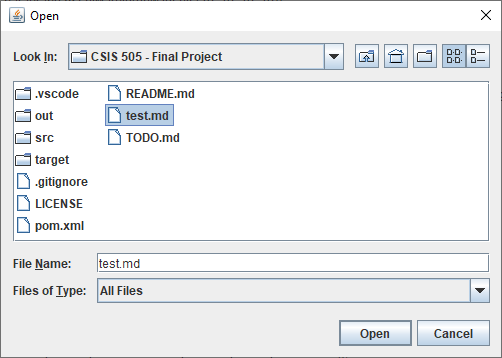 Open
Look In: CSIS 505 - Final Project
.vscode
out
src
target
.gitignore
LICENSE
pom.xml
README.md
test.md
TODO.md
File Name: test.md
Files of Type: All Files
Open Cancel